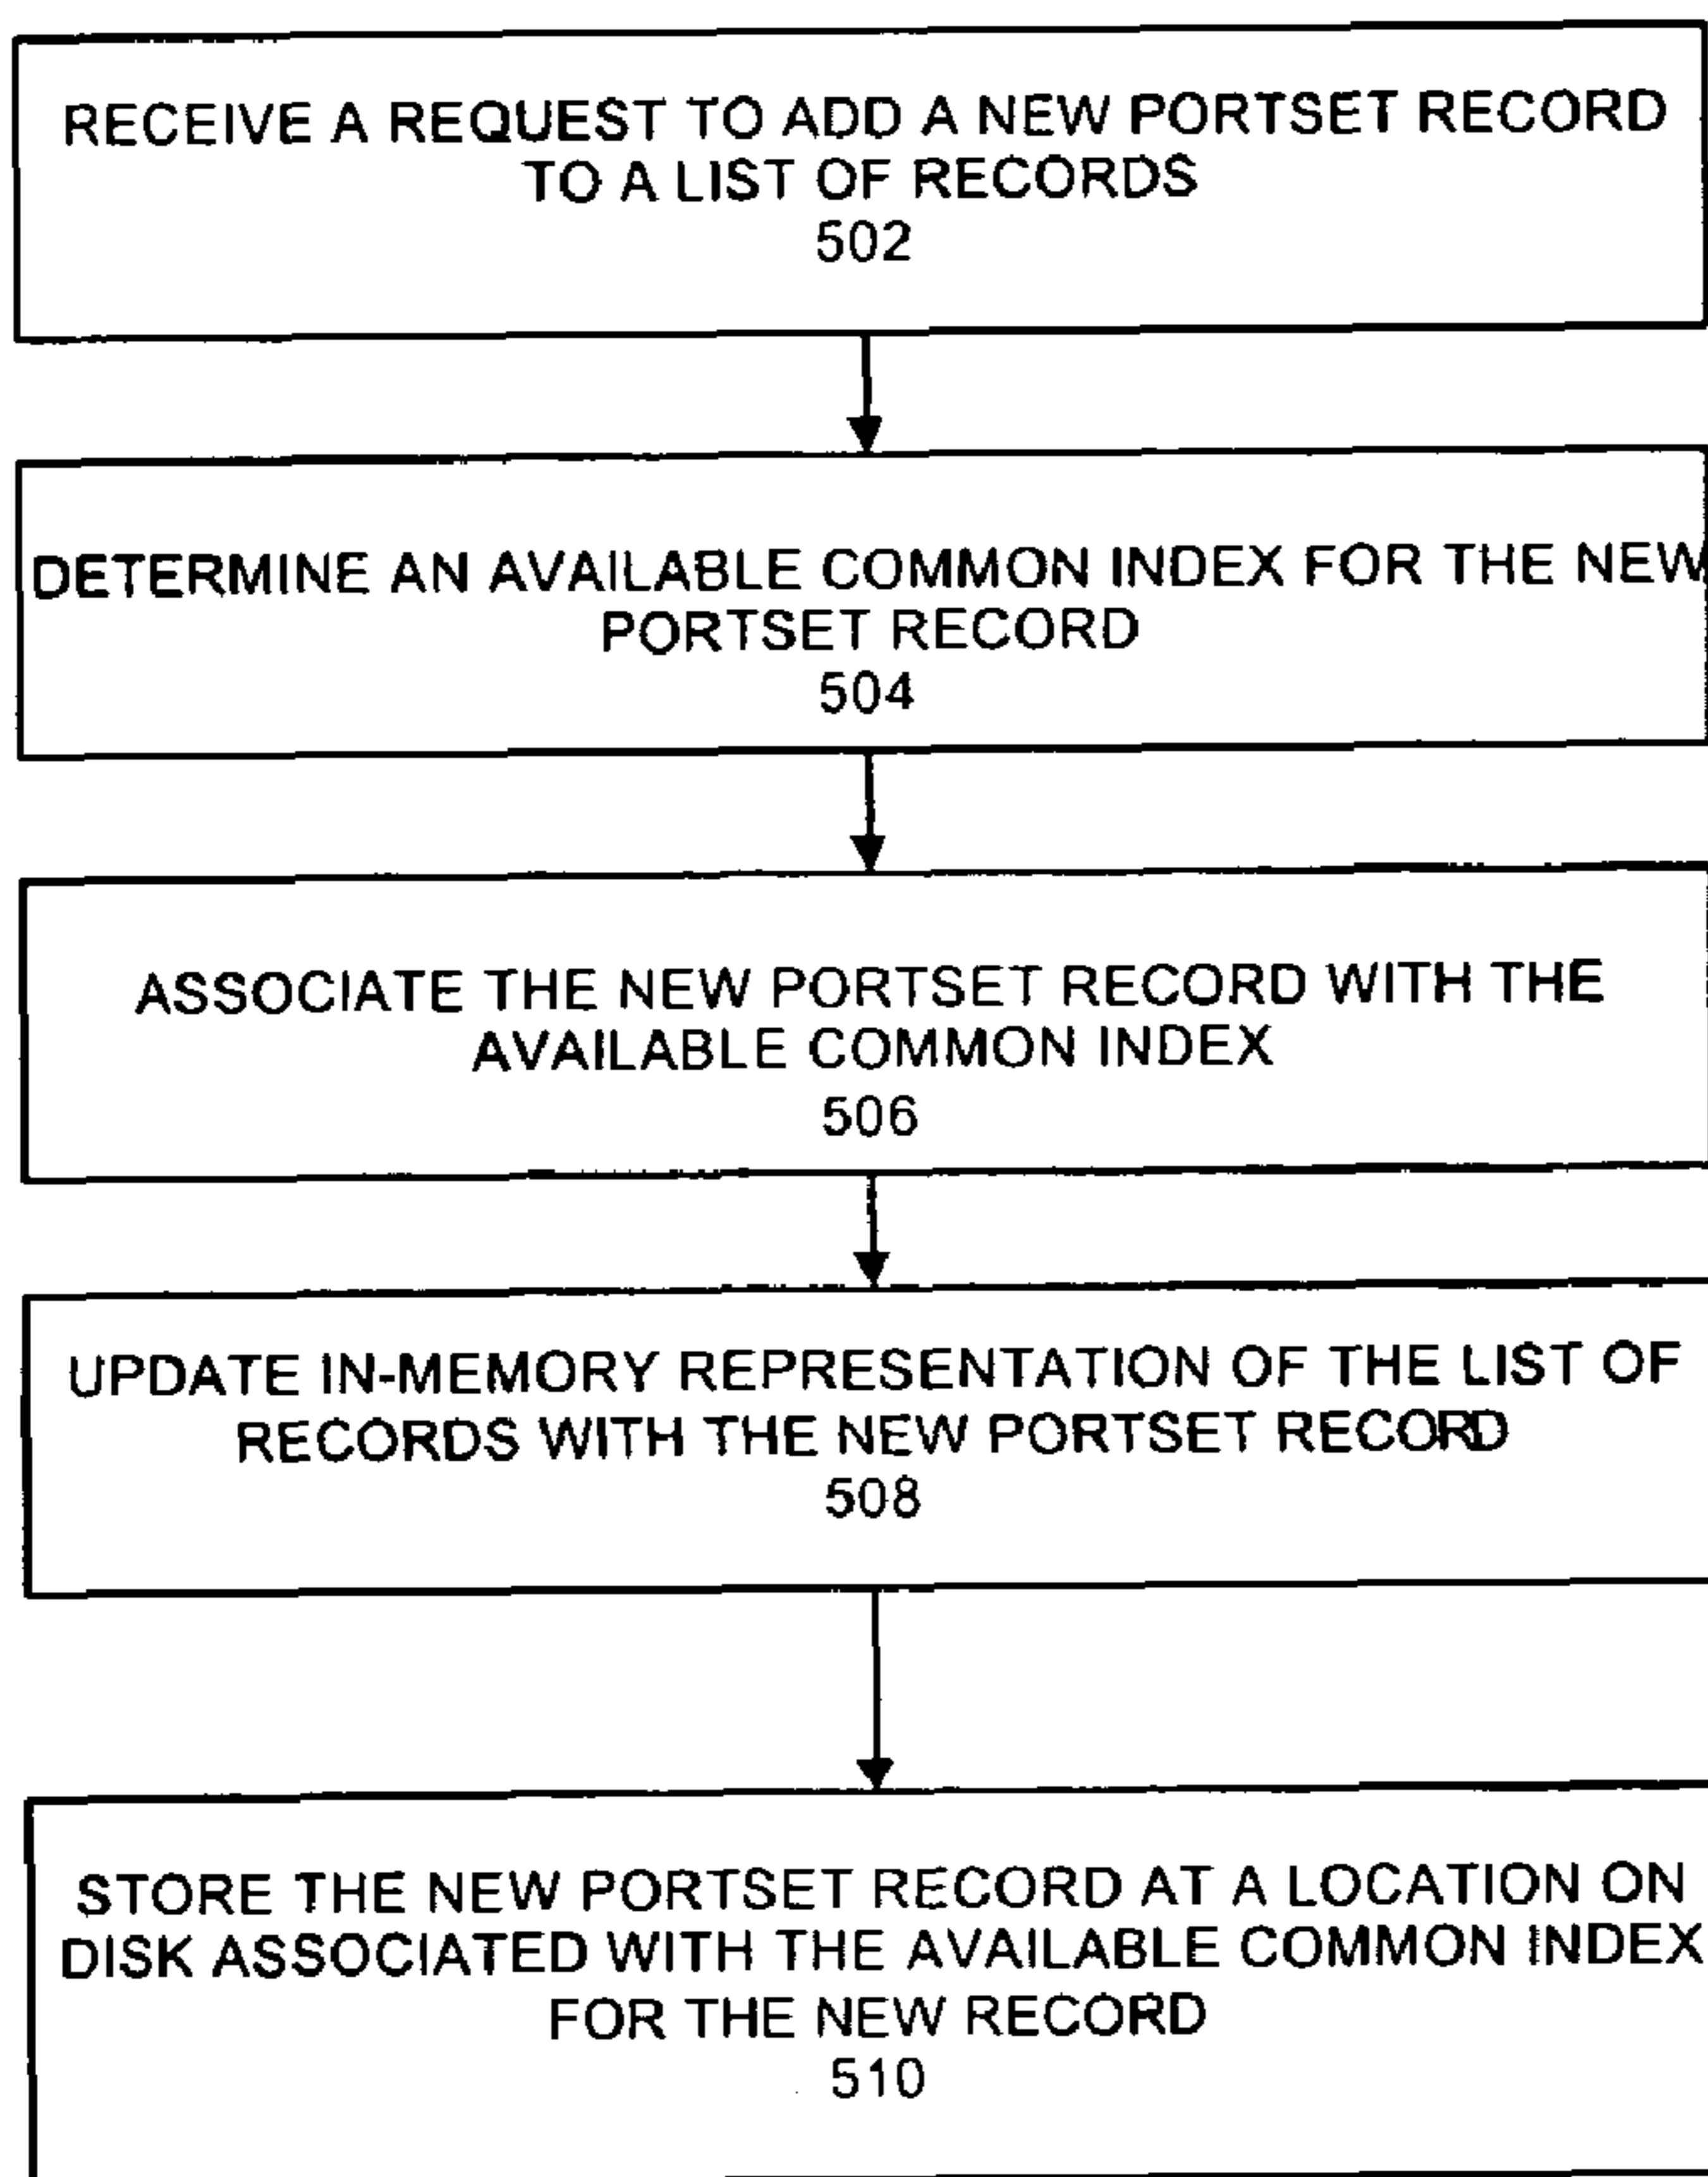 RECEIVE A REQUEST TO ADD A NEW PORTSET RECORD
TO A LIST OF RECORDS
502
DETERMINE AN AVAILABLE COMMON INDEX FOR THE NEW
PORTSET RECORD
504
ASSOCIATE THE NEW PORTSET RECORD WITH THE
AVAILABLE COMMON INDEX
506
UPDATE IN-MEMORY REPRESENTATION OF THE LIST OF
RECORDS WITH THE NEW PORTSET RECORD
508
STORE THE NEW PORTSET RECORD AT A LOCATION ON
DISK ASSOCIATED WITH THE AVAILABLE COMMON INDEX
FOR THE NEW RECORD
510